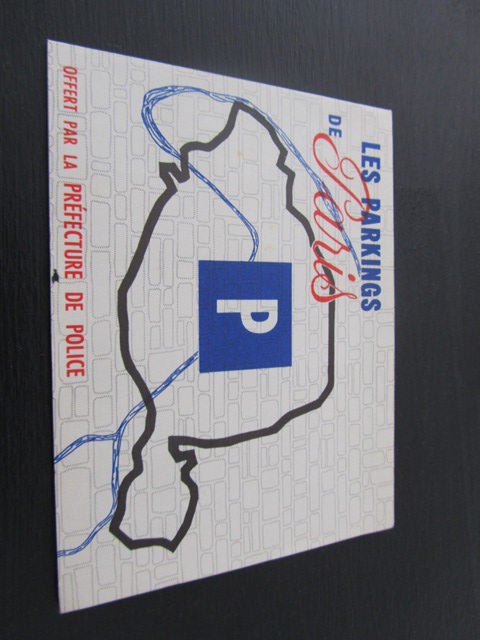 LES PARKINGS
DE Paris
P
OFFERT PAR LA PRÉFECTURE DE POLICE